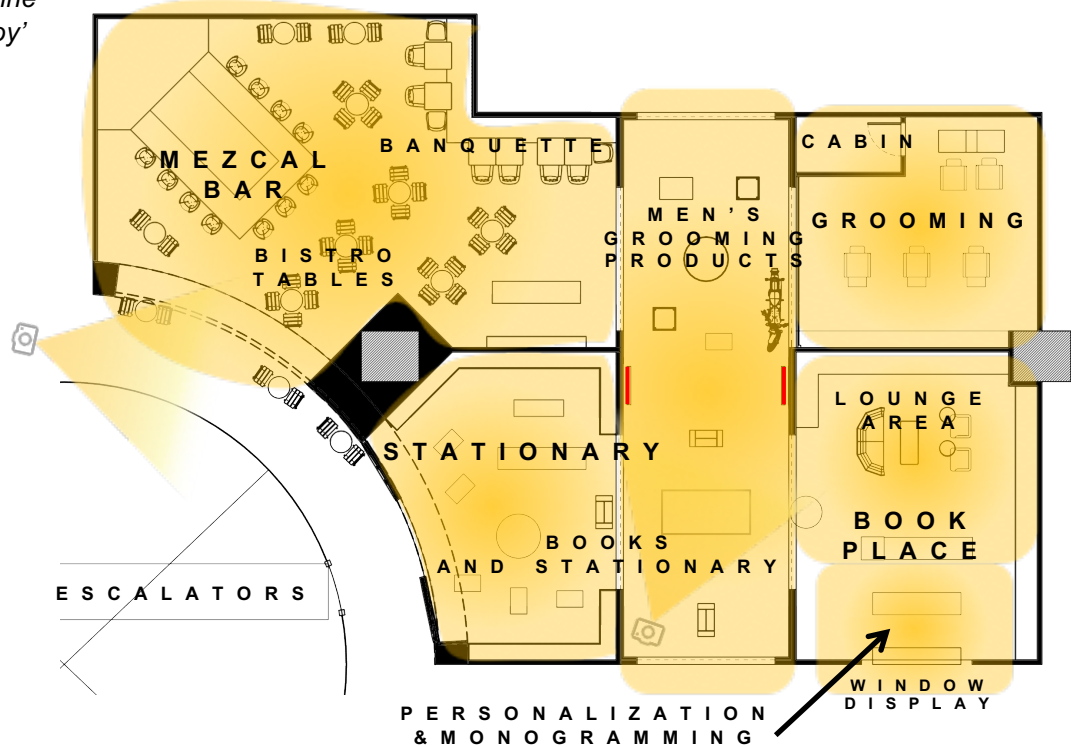 oy'
BANQUETTE
CABIN
MEZCAL
BAR
MEN'S
GROOMING
PRODUCTS
GROOMING
BISTRO
TABLES
LOUNGE
AREA
STATIONARY
BOOK
PLACE
BOOKS
AND STATIONARY
ESCALATORS
WINDOW
DISPLAY
PERSONALIZATION
&MONOGRAMMING